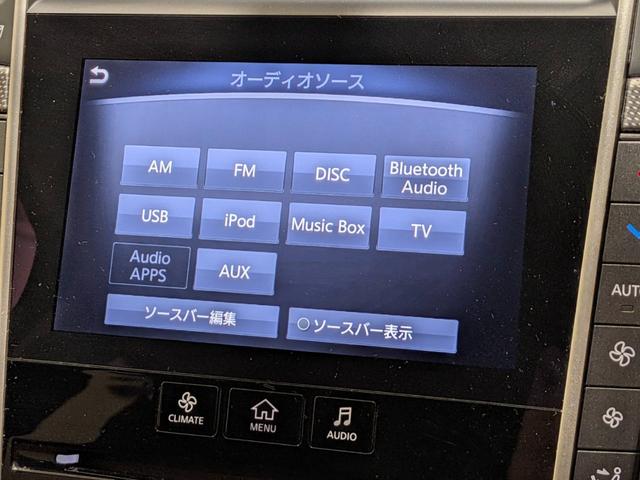 オーディオソース
AM
FM
DISC
Bluetooth
Audio
USB
iPod
Music Box
TV
Audio
APPS
AUX
ソースバー編集
ソースバー表示
CLIMATE
MENU
AUDIO
AUTO